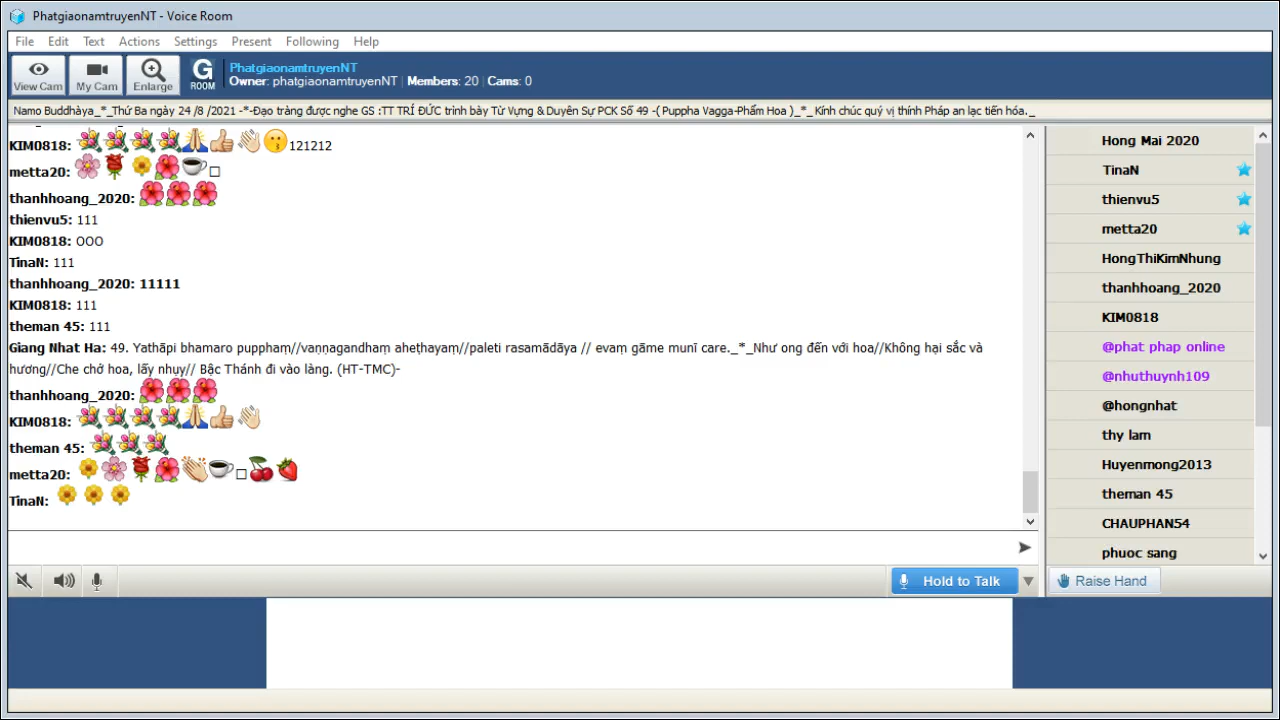 PhatgiaonamtruyenNT - Voice Room
File Edit Text Actions Settings Present Following Help
View Cam My Cam Enlarge G ROOM
PhatgiaonamtruyenNT
Owner: phatgiaonamtruyenNT | Members: 20 | Cams: 0
Namo Buddhàya_*_Thứ Ba ngày 24 /8 /2021 -*-Đạo tràng được nghe GS :TT TRÍ ĐỨC trình bày Từ Vựng & Duyên Sự PCK Số 49 -( Puppha Vagga-Phẩm Hoa )_*_Kính chúc quý vị thính Pháp an lạc tiến hóa._
KIM0818: 💐💐💐💐🙏👍👋😗121212
metta20: 🌸🌹🌼🌺☕□
thanhhoang_2020: 🌺🌺🌺
thienvu5: 111
KIM0818: OOO
TinaN: 111
thanhhoang_2020: 11111
KIM0818: 111
theman 45: 111
Giang Nhat Ha: 49. Yathāpi bhamaro pupphaṃ//vaṇṇagandhaṃ aheṭhayaṃ//paleti rasamādāya // evaṃ gāme munī care._*_Như ong đến với hoa//Không hại sắc và
hương//Che chở hoa, lấy nhụy// Bậc Thánh đi vào làng. (HT-TMC)-
thanhhoang_2020: 🌺🌺🌺
KIM0818: 💐💐💐💐🙏👍👋
theman 45: 💐💐💐
metta20: 🌼🌸🌹🌺👏☕□🍒🍓
TinaN: 🌼🌼🌼
Hong Mai 2020
TinaN
thienvu5
metta20
HongThiKimNhung
thanhhoang_2020
KIM0818
@phat phap online
@nhuthuynh109
@hongnhat
thy lam
Huyenmong2013
theman 45
CHAUPHAN54
phuoc sang
Hold to Talk
Raise Hand